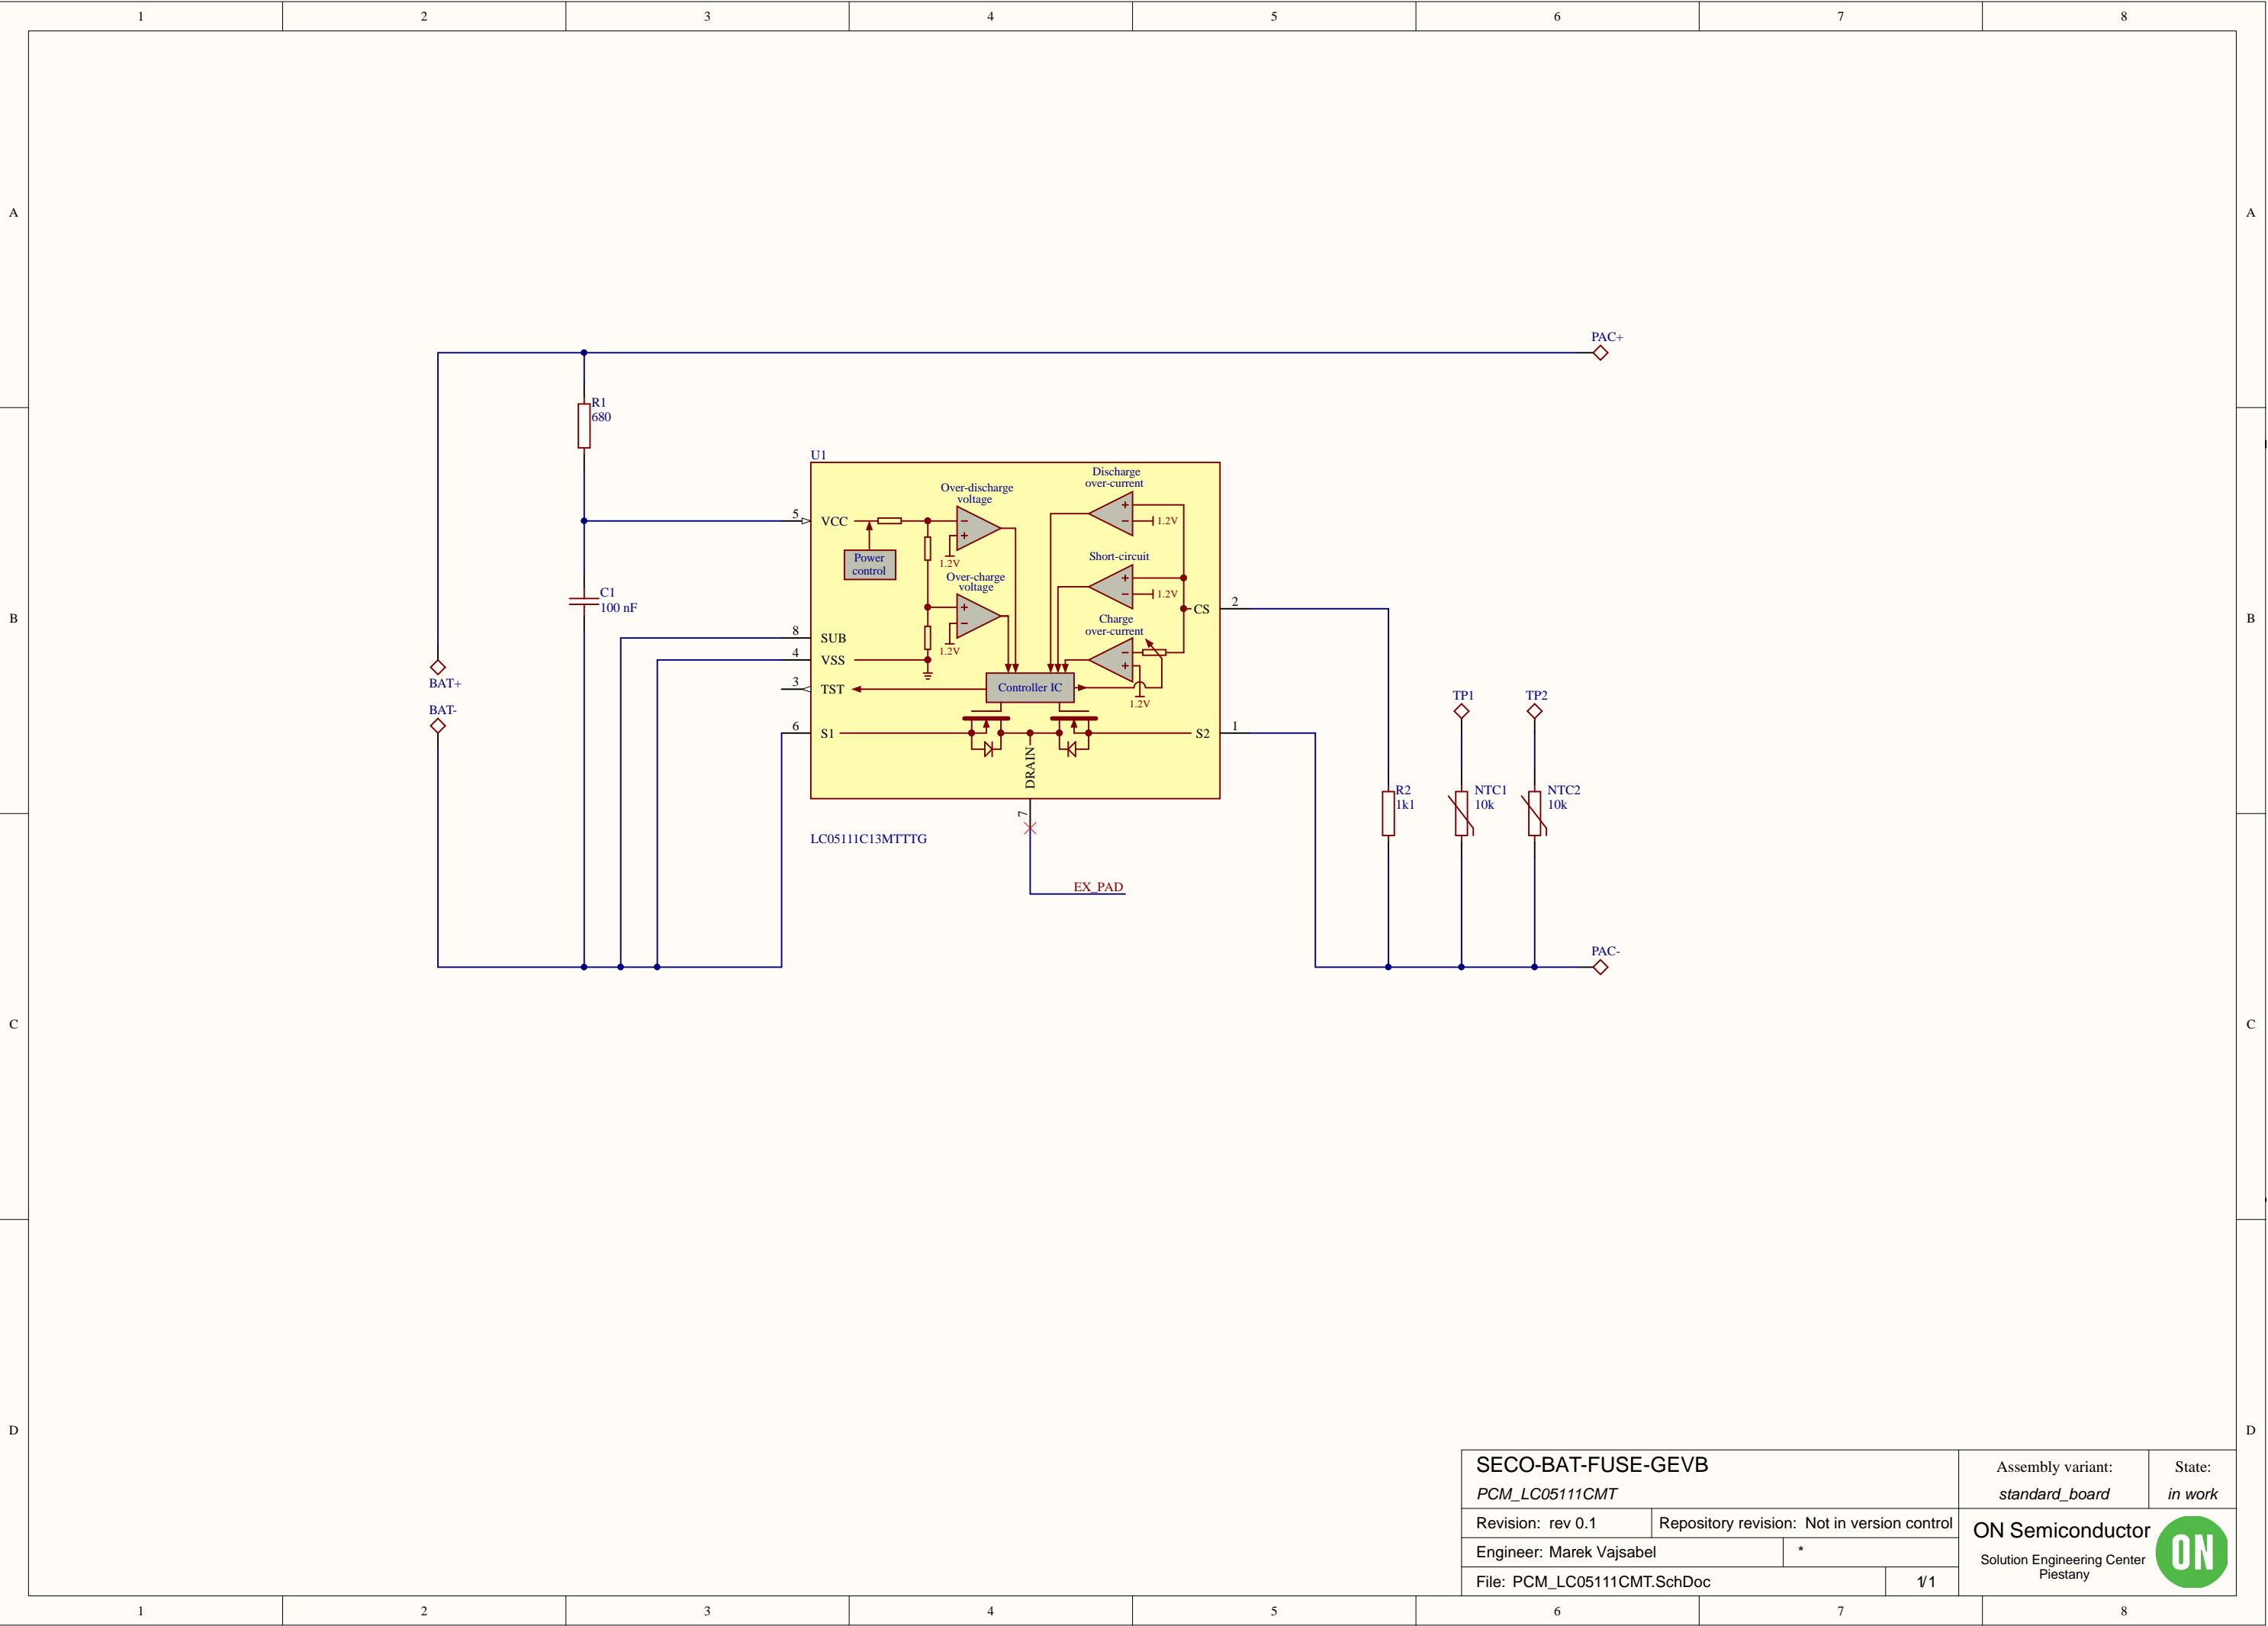 1 2 3 4 5 6 7 8
A A
PAC+
R1
680
U1
Discharge
over-current
Over-discharge
voltage
5 VCC
+
−
1.2V
−
+
1.2V
Power
control
Short-circuit
+
−
1.2V
Over-charge
voltage
+
−
1.2V
C1
100 nF
CS 2
B B
Charge
over-current
−
+
1.2V
8 SUB
4 VSS
3 TST
Controller IC
BAT+
BAT-
TP1 TP2
6 S1
S2 1
DRAIN
7
R2
1k1
NTC1
10k
NTC2
10k
LC05111C13MTTTG
EX_PAD
PAC-
C C
D D
SECO-BAT-FUSE-GEVB
PCM_LC05111CMT
Assembly variant:
standard_board
State:
in work
Revision: rev 0.1
Repository revision: Not in version control
Engineer: Marek Vajsabel
*
File: PCM_LC05111CMT.SchDoc
1/1
ON Semiconductor
Solution Engineering Center
Piestany
ON
1 2 3 4 5 6 7 8